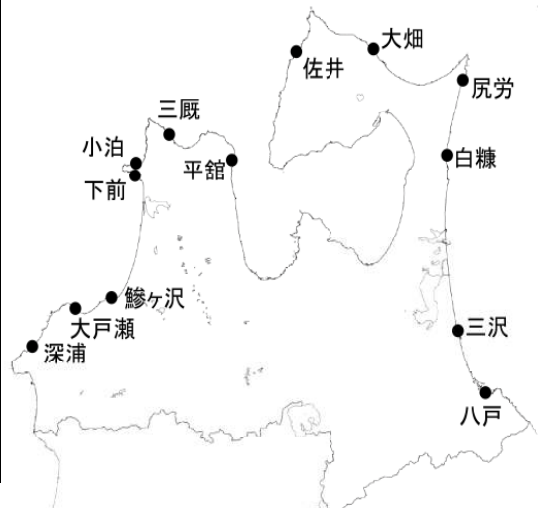 大畑
佐井
尻労
三厩
小泊
平舘
白糠
下前
鰺ヶ沢
大戸瀬
三沢
深浦
八戸